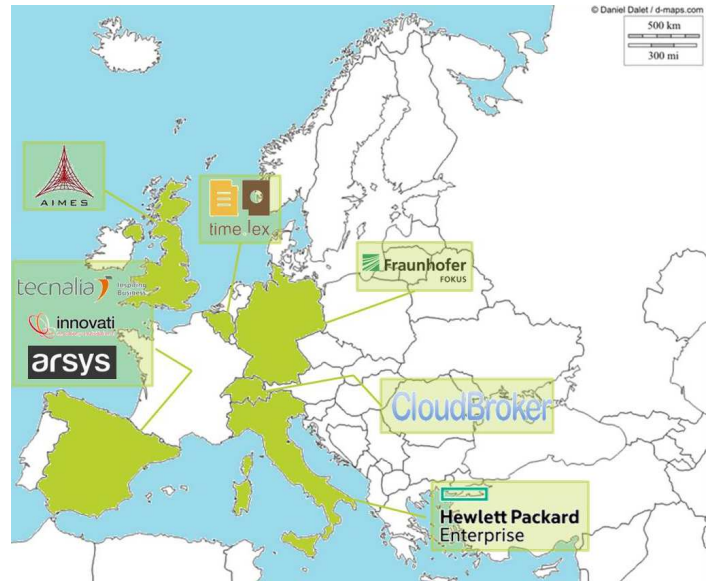 © Daniel Dalet / d-maps.com
500 km
300 mi
AIMES
time lex
Fraunhofer
FOKUS
tecnalia
Inspiring
Business
innovati
arsys
CloudBroker
Hewlett Packard
Enterprise